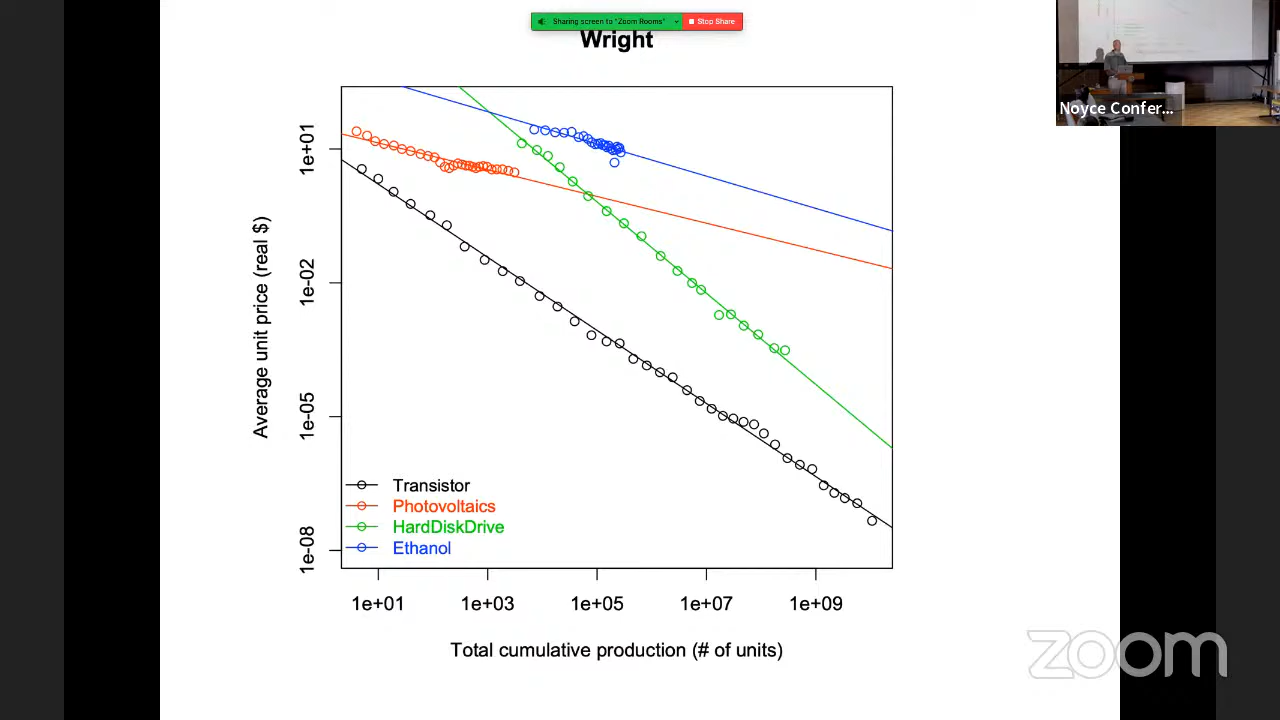 Sharing screen to "Zoom Rooms"
Stop Share
Wright
Noyce Confer...
Average unit price (real $)
1e+01
1e-02
1e-05
1e-08
Transistor
Photovoltaics
HardDiskDrive
Ethanol
1e+01 1e+03 1e+05 1e+07 1e+09
Total cumulative production (# of units)
zoom